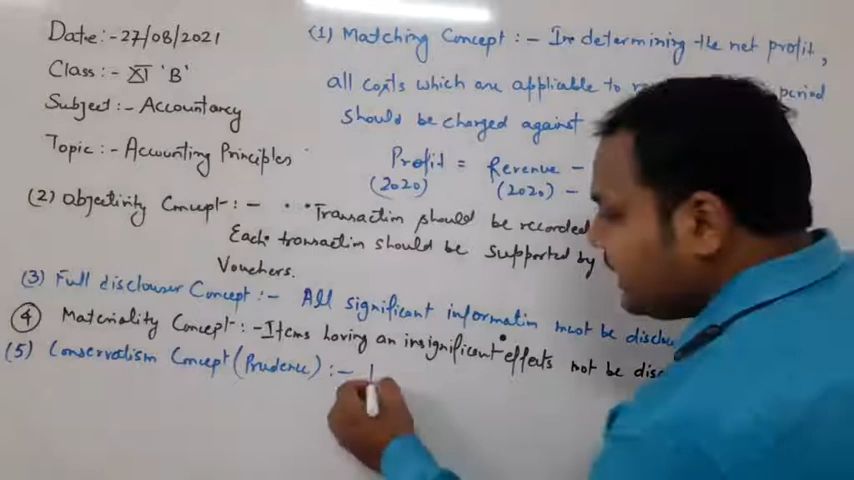 Date:- 27/08/2021
Class:- XI 'B'
Subject:- Accountancy
Topic:- Accounting Principles
(1) Matching Concept :- In determining the net profit,
all costs which are applicable to period
should be charged against
Profit = Revenue -
(2020) (2020) -
(2) Objectivity Concept :- Transaction should be recorded
Each transaction should be supported by
Vouchers.
(3) Full disclouser Concept :- All significant information must be
(4) Materiality Concept :- Items having an insignificant effects not be
(5) Conservatism Concept (Prudence) :-